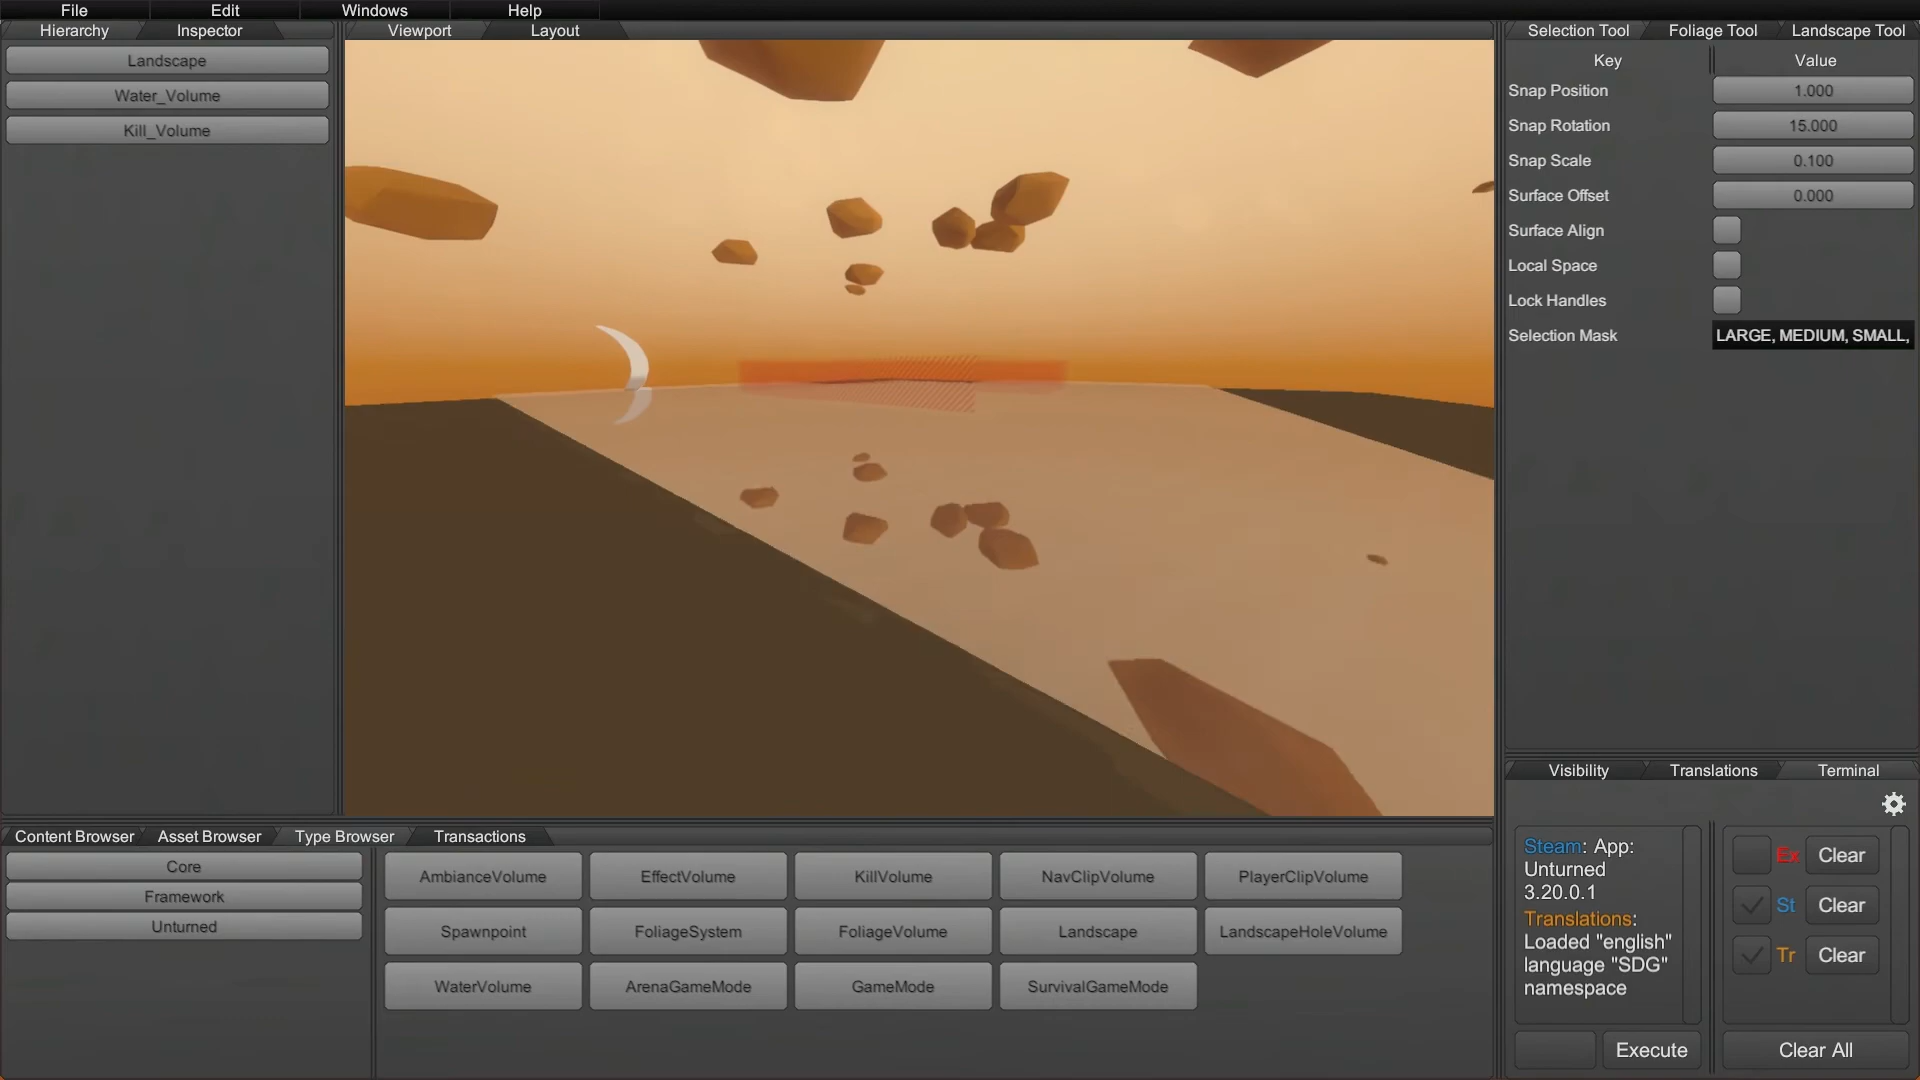 File Edit Windows Help
Hierarchy Inspector
Landscape
Water_Volume
Kill_Volume
Viewport Layout
Selection Tool Foliage Tool Landscape Tool
Key Value
Snap Position 1.000
Snap Rotation 15.000
Snap Scale 0.100
Surface Offset 0.000
Surface Align
Local Space
Lock Handles
Selection Mask LARGE, MEDIUM, SMALL,
Content Browser Asset Browser Type Browser Transactions
Core
Framework
Unturned
AmbianceVolume EffectVolume KillVolume NavClipVolume PlayerClipVolume
Spawnpoint FoliageSystem FoliageVolume Landscape LandscapeHoleVolume
WaterVolume ArenaGameMode GameMode SurvivalGameMode
Visibility Translations Terminal
Steam: App:
Unturned
3.20.0.1
Translations:
Loaded "english"
language "SDG"
namespace
Execute
Ex Clear
St Clear
Tr Clear
Clear All